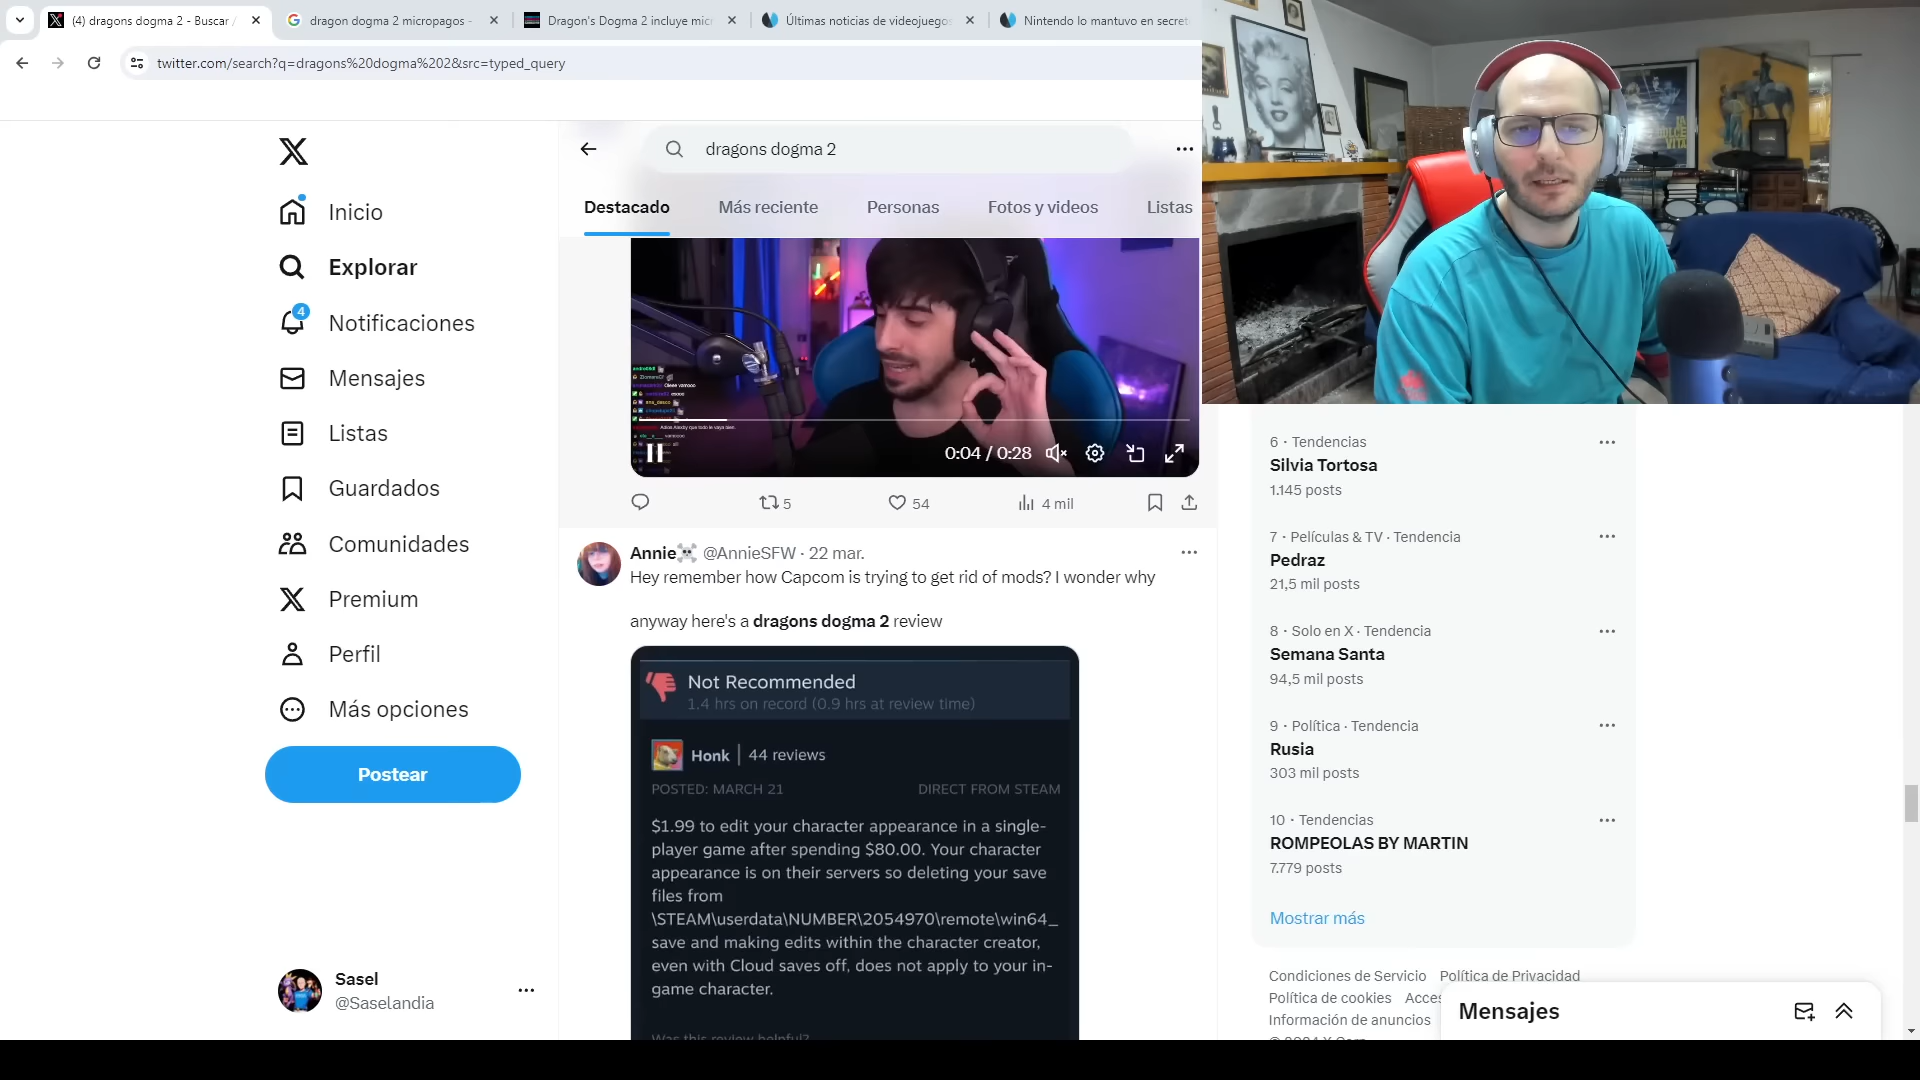 (4) dragons dogma 2 - Buscar /
dragon dogma 2 micropagos -
Dragon's Dogma 2 incluye micr
Últimas noticias de videojuego
Nintendo lo mantuvo en secret
twitter.com/search?q=dragons%20dogma%202&src=typed_query
dragons dogma 2
Destacado
Más reciente
Personas
Fotos y videos
Listas
Inicio
Explorar
4
Notificaciones
Mensajes
Listas
Guardados
Comunidades
Premium
Perfil
Más opciones
Postear
Sasel
@Saselandia
0:04 / 0:28
5
54
4 mil
Annie @AnnieSFW · 22 mar.
Hey remember how Capcom is trying to get rid of mods? I wonder why
anyway here's a dragons dogma 2 review
Not Recommended
1.4 hrs on record (0.9 hrs at review time)
Honk | 44 reviews
POSTED: MARCH 21
DIRECT FROM STEAM
$1.99 to edit your character appearance in a single-
player game after spending $80.00. Your character
appearance is on their servers so deleting your save
files from
\STEAM\userdata\NUMBER\2054970\remote\win64_
save and making edits within the character creator,
even with Cloud saves off, does not apply to your in-
game character.
Was this review helpful?
6 · Tendencias
Silvia Tortosa
1.145 posts
7 · Películas & TV · Tendencia
Pedraz
21,5 mil posts
8 · Solo en X · Tendencia
Semana Santa
94,5 mil posts
9 · Política · Tendencia
Rusia
303 mil posts
10 · Tendencias
ROMPEOLAS BY MARTIN
7.779 posts
Mostrar más
Condiciones de Servicio
Política de Privacidad
Política de cookies
Acces
Información de anuncios
Mensajes